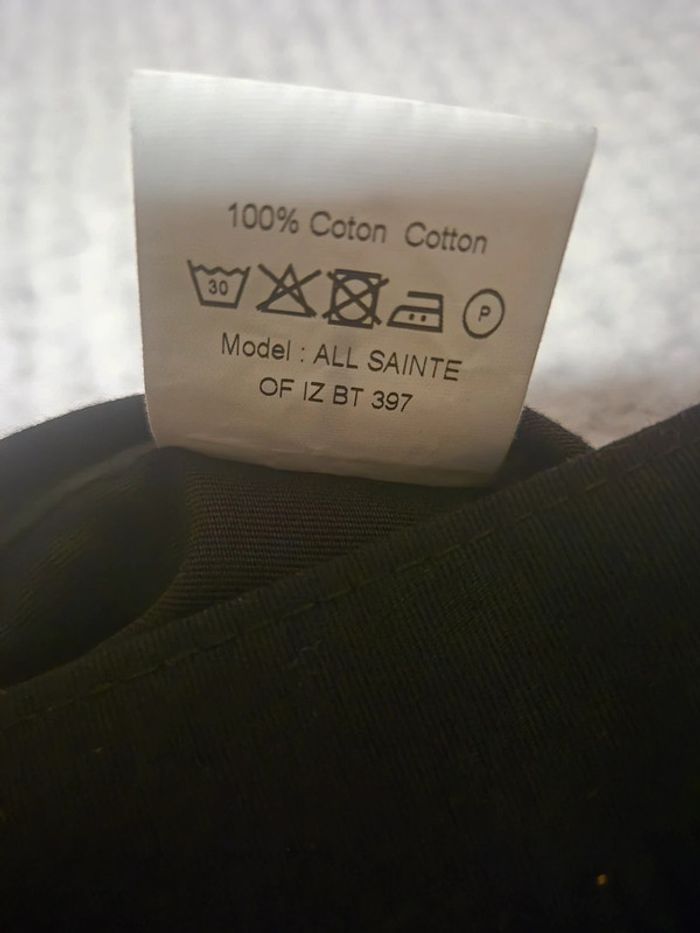 100% Coton Cotton
30 P
Model : ALL SAINTE
OF IZ BT 397